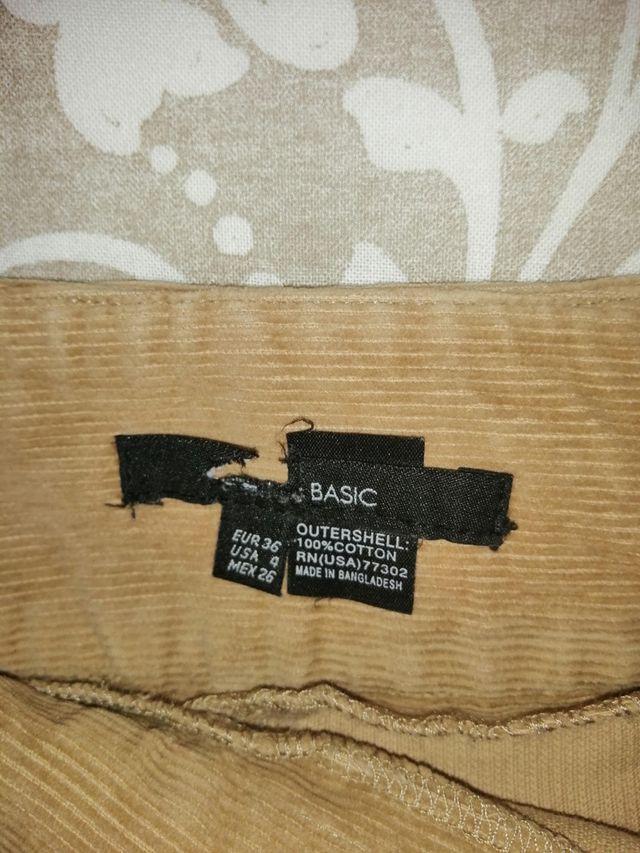 BASIC
EUR 36
USA 4
MEX 26
OUTERSHELL:
100%COTTON
RN(USA)77302
MADE IN BANGLADESH